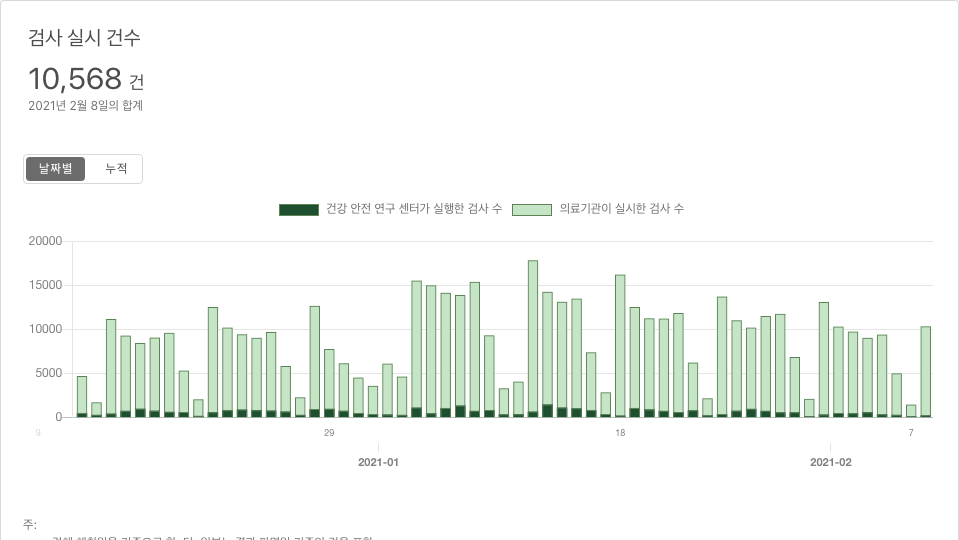 검사 실시 건수
10,568 건
2021년 2월 8일의 합계
날짜별 누적
건강 안전 연구 센터가 실행한 검사 수 의료기관이 실시한 검사 수
20000
15000
10000
5000
0
9 29 18 7
2021-01 2021-02
주: